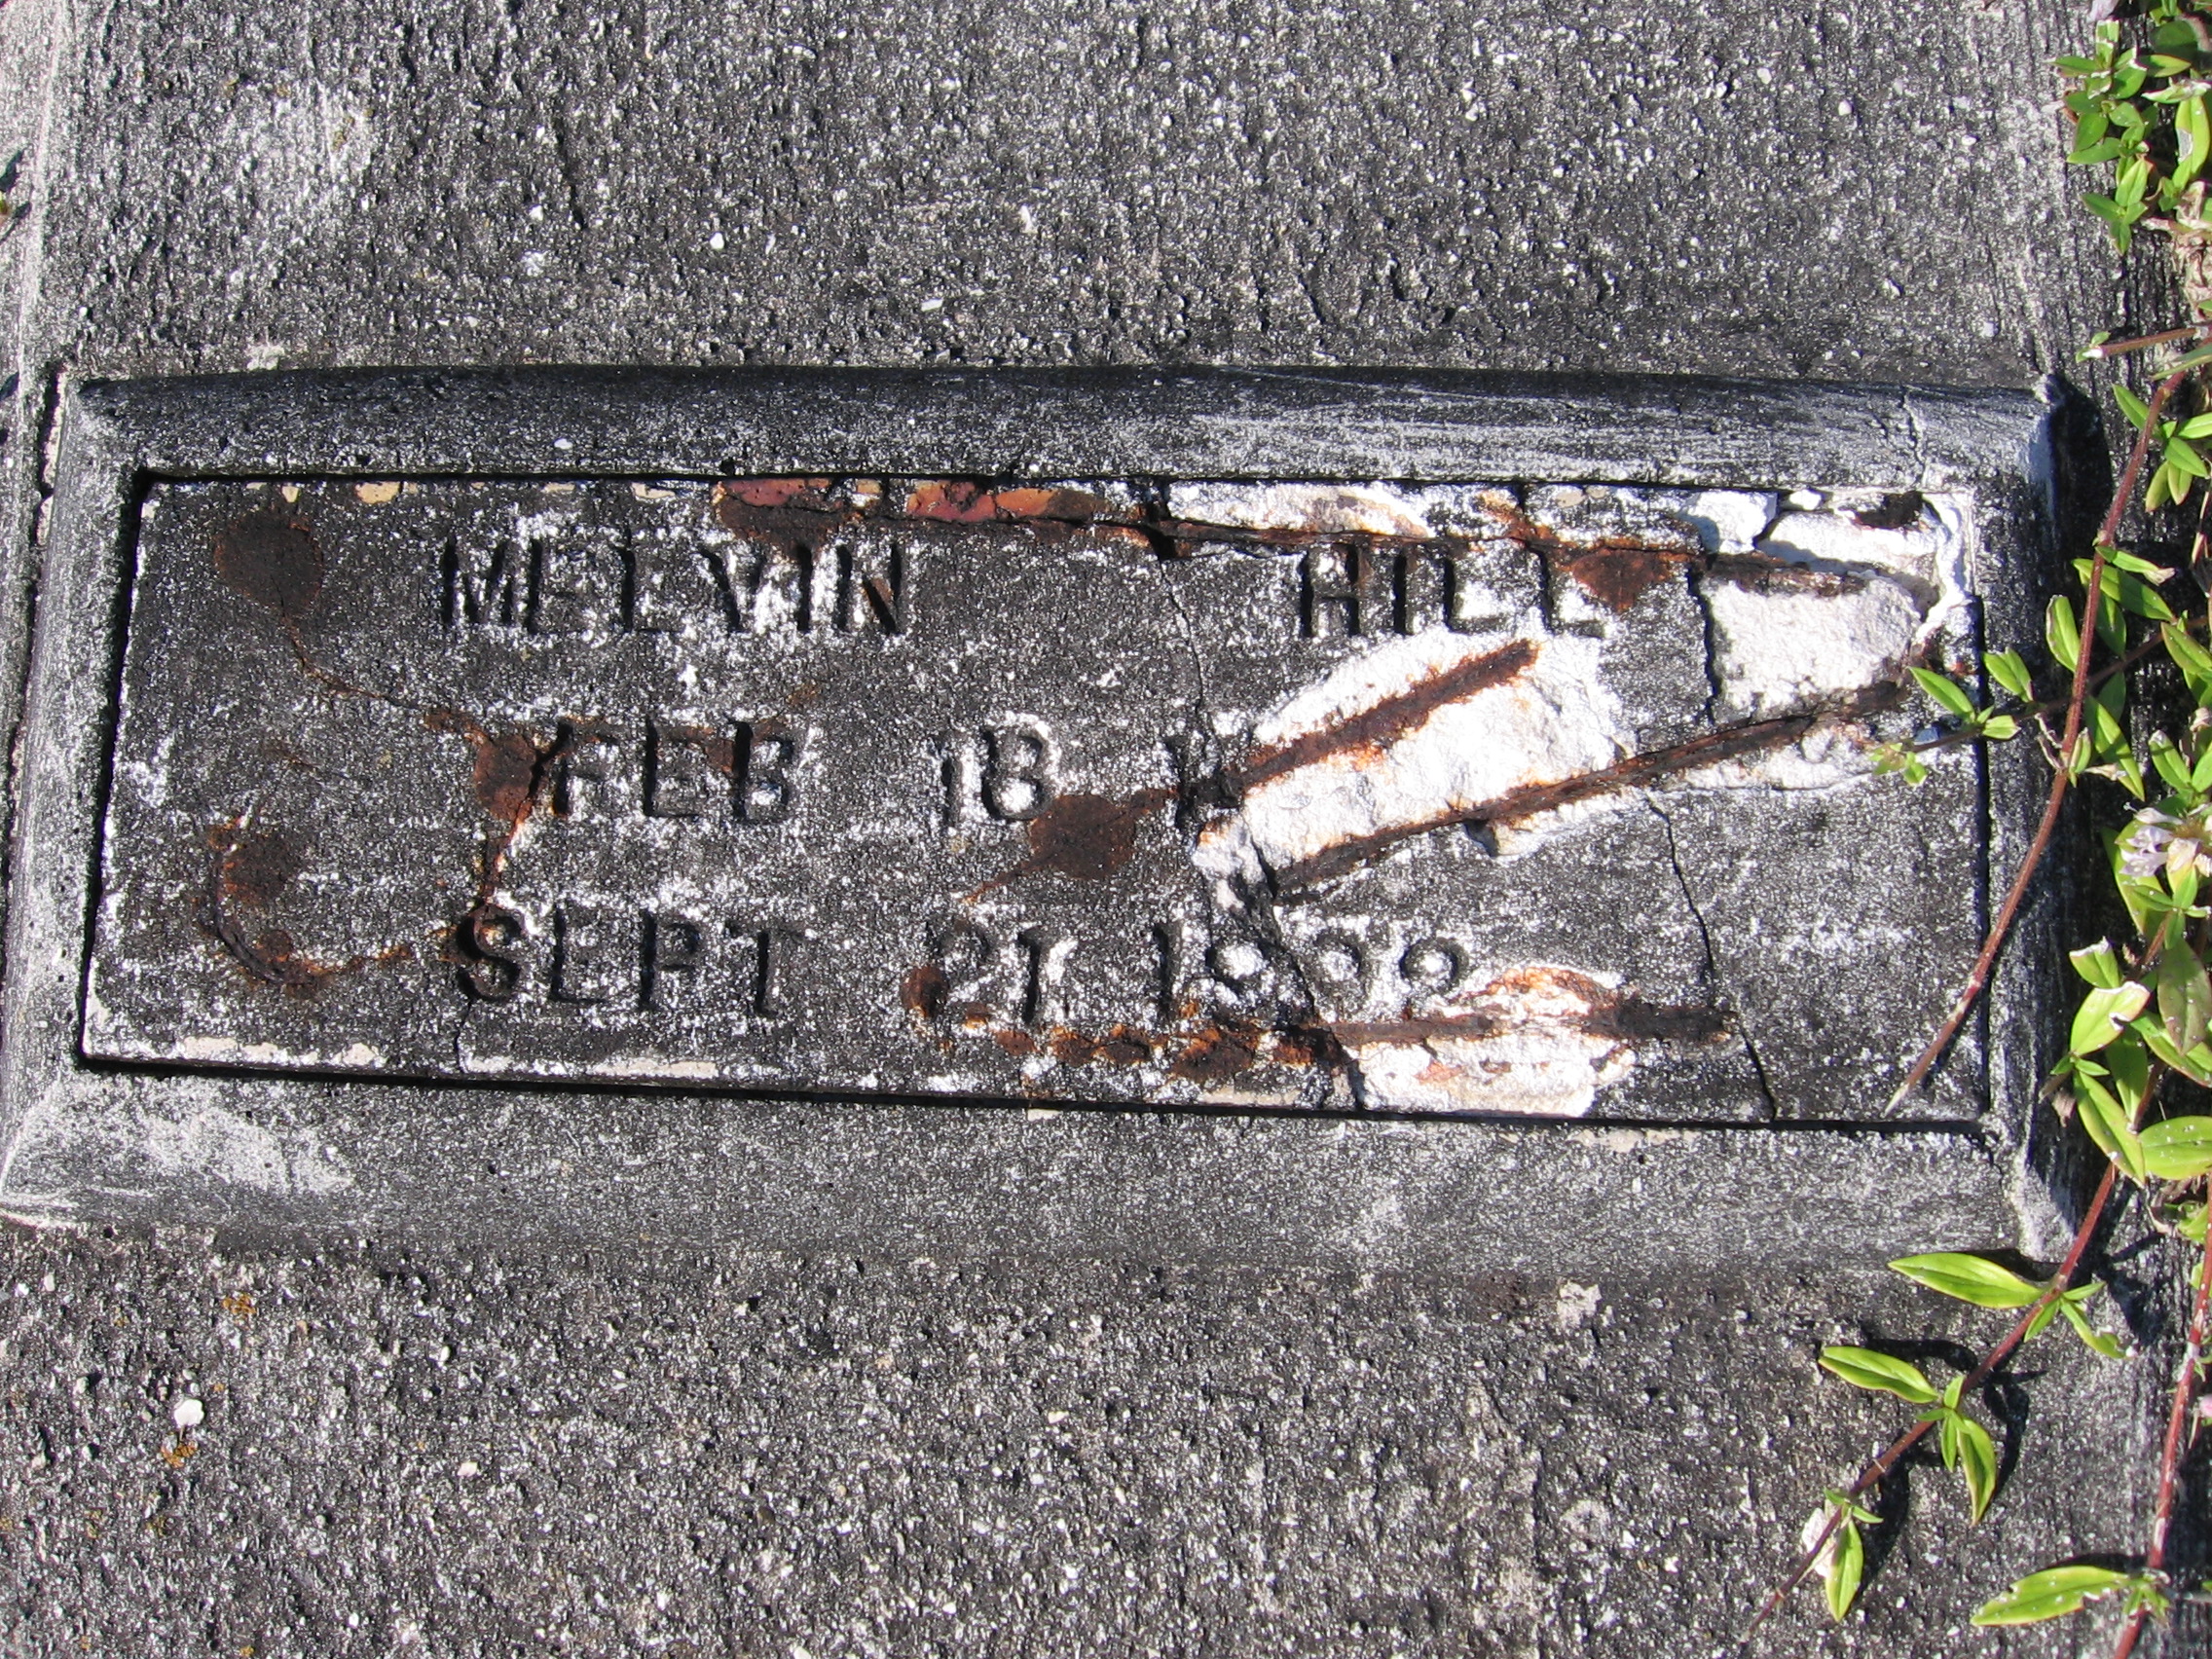 MELVIN HILL
FEB 18
SEPT 21